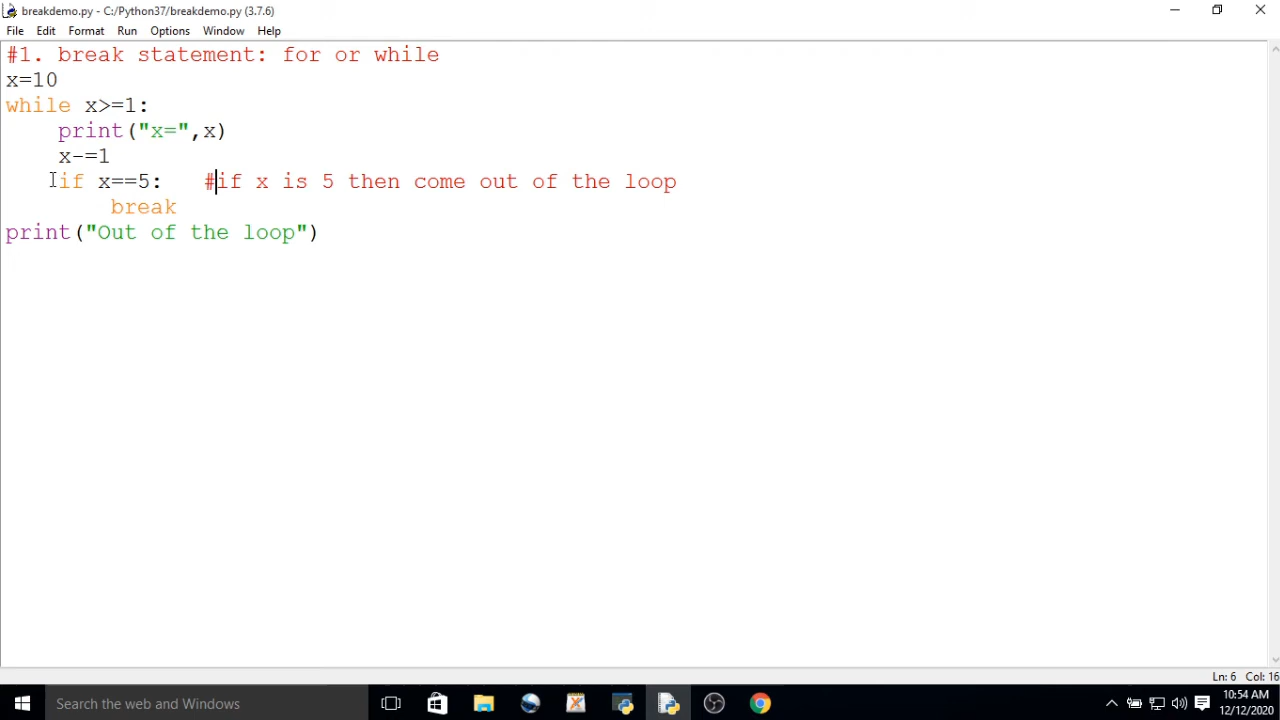 breakdemo.py - C:/Python37/breakdemo.py (3.7.6)
File Edit Format Run Options Window Help
#1. break statement: for or while
x=10
while x>=1:
    print("x=",x)
    x-=1
    if x==5:   #if x is 5 then come out of the loop
        break
print("Out of the loop")
Ln: 6 Col: 16
Search the web and Windows
10:54 AM
12/12/2020